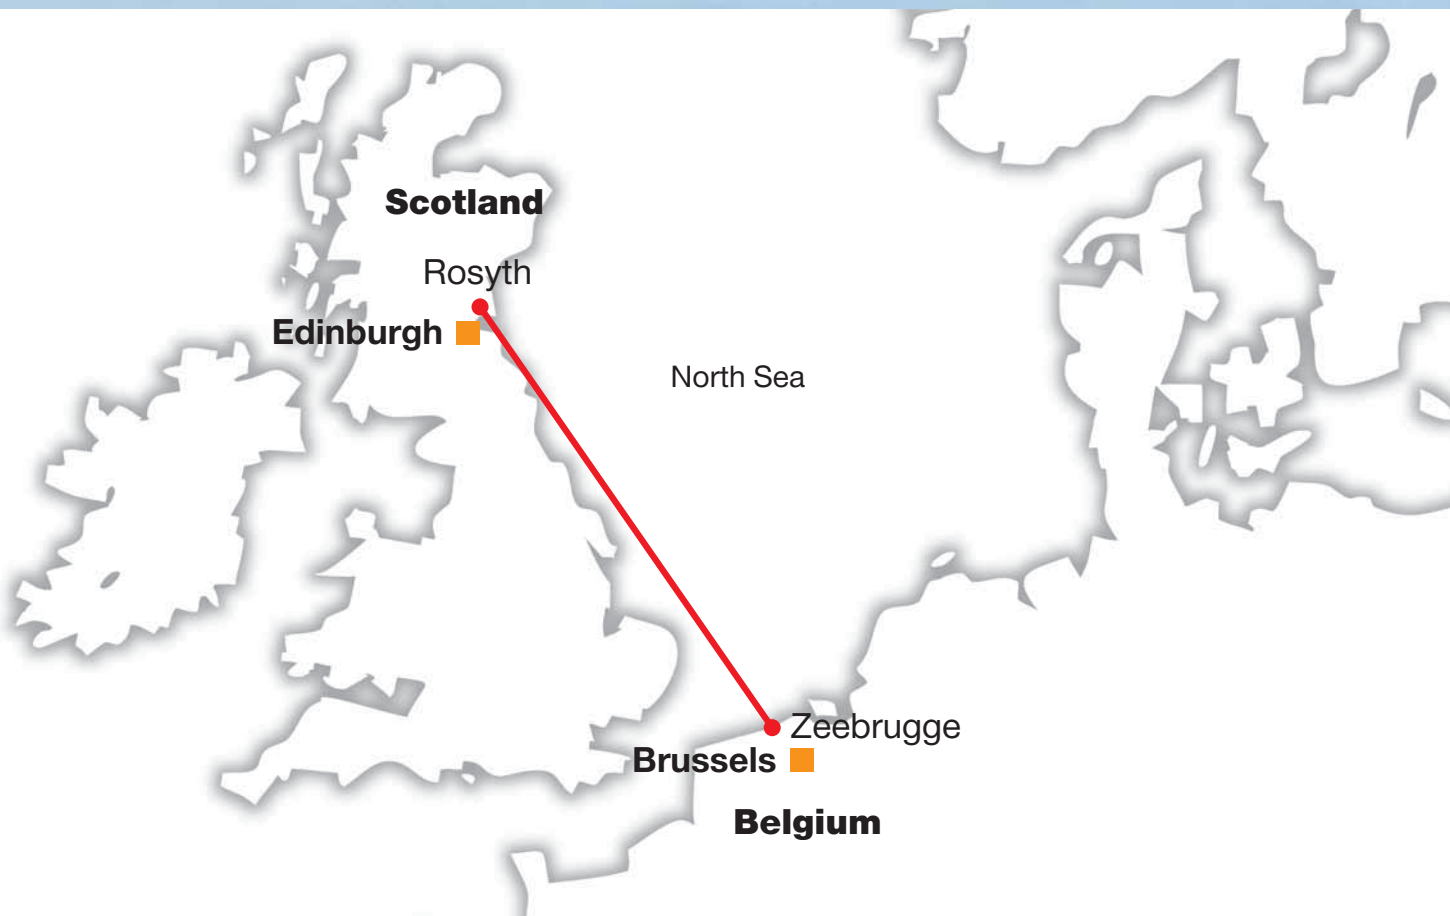 Scotland
Rosyth
Edinburgh
North Sea
Zeebrugge
Brussels
Belgium